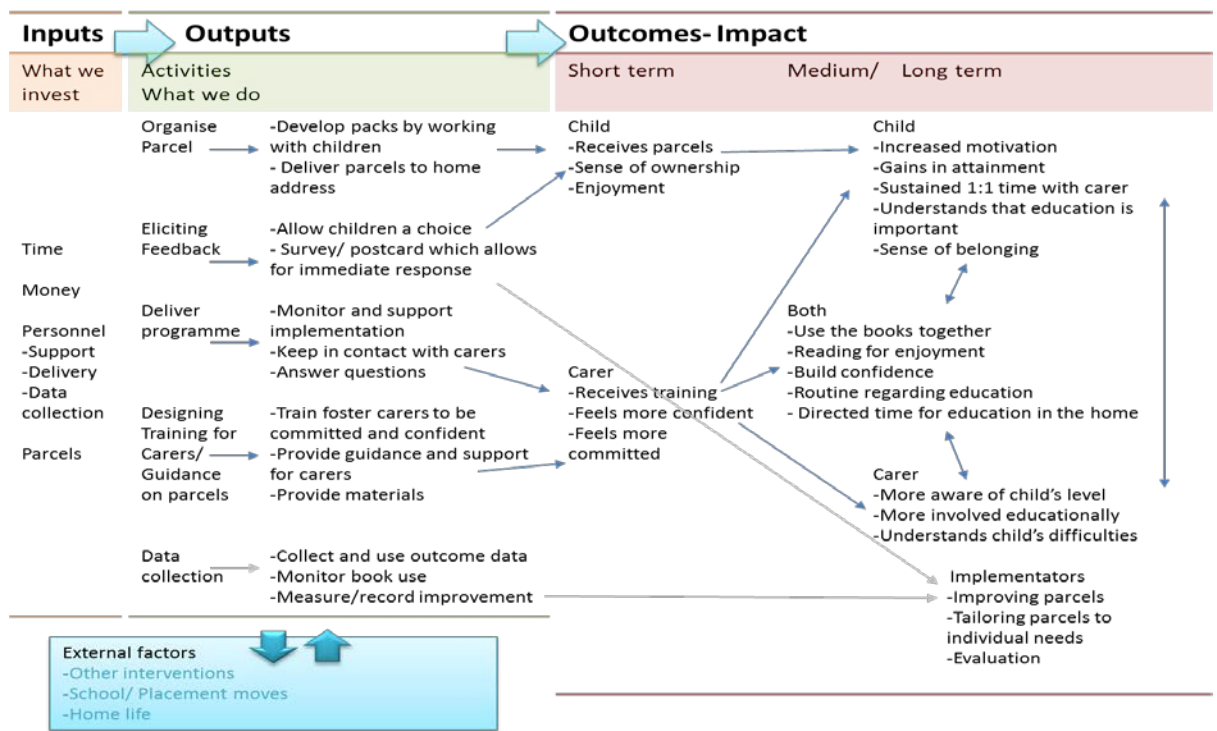 Inputs
Outputs
Outcomes- Impact
What we
invest
Activities
What we do
Short term
Medium/
Long term
Time
Money
Personnel
-Support
-Delivery
-Data
collection
Parcels
Organise
Parcel
-Develop packs by working
with children
- Deliver parcels to home
address
Eliciting
Feedback
-Allow children a choice
- Survey/ postcard which allows
for immediate response
Deliver
programme
-Monitor and support
implementation
-Keep in contact with carers
-Answer questions
Designing
Training for
Carers/
Guidance
on parcels
-Train foster carers to be
committed and confident
-Provide guidance and support
for carers
-Provide materials
Data
collection
-Collect and use outcome data
-Monitor book use
-Measure/record improvement
Child
-Receives parcels
-Sense of ownership
-Enjoyment
Carer
-Receives training
-Feels more confident
-Feels more
committed
Child
-Increased motivation
-Gains in attainment
-Sustained 1:1 time with carer
-Understands that education is
important
-Sense of belonging
Both
-Use the books together
-Reading for enjoyment
-Build confidence
-Routine regarding education
- Directed time for education in the home
Carer
-More aware of child's level
-More involved educationally
-Understands child's difficulties
Implementators
-Improving parcels
-Tailoring parcels to
individual needs
-Evaluation
External factors
-Other interventions
-School/ Placement moves
-Home life